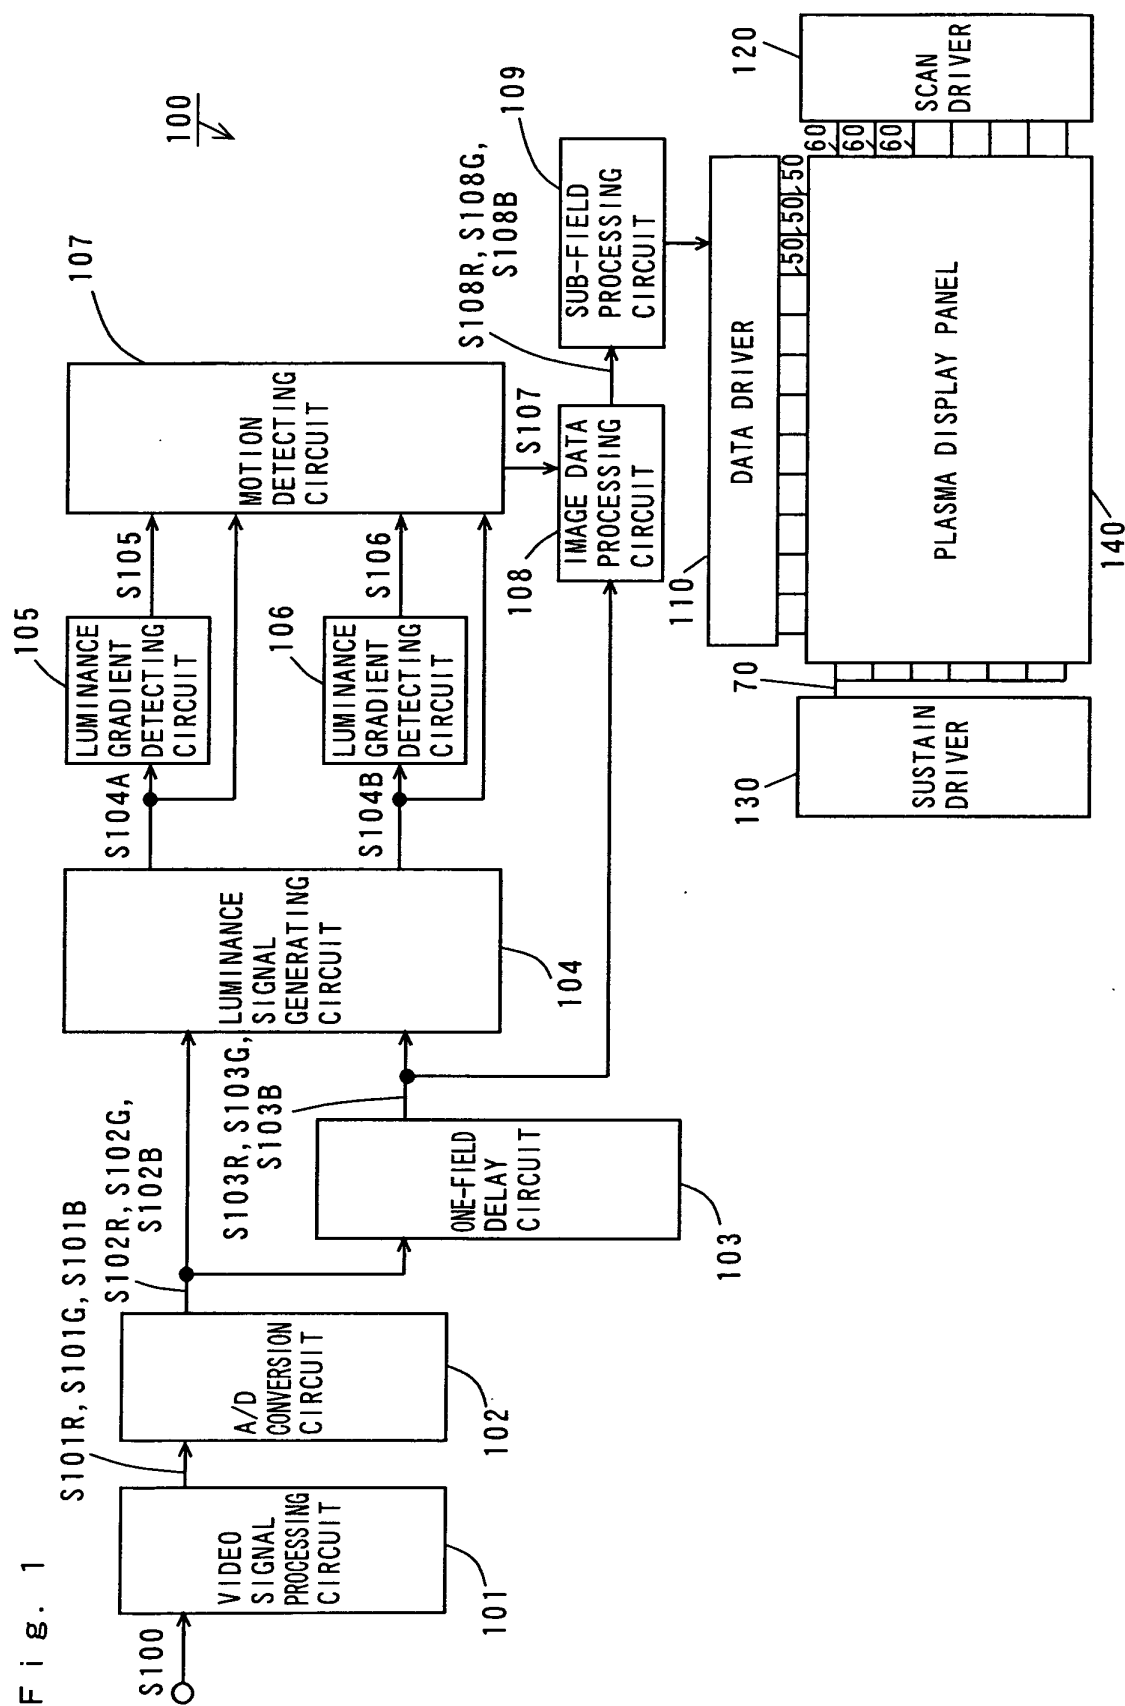 Fig. 1
100
S100
VIDEO
SIGNAL
PROCESSING
CIRCUIT
101
S101R, S101G, S101B
A/D
CONVERSION
CIRCUIT
102
S102R, S102G,
S102B
ONE-FIELD
DELAY
CIRCUIT
103
S103R, S103G,
S103B
LUMINANCE
SIGNAL
GENERATING
CIRCUIT
104
S104A
S104B
LUMINANCE
GRADIENT
DETECTING
CIRCUIT
105
S105
LUMINANCE
GRADIENT
DETECTING
CIRCUIT
106
S106
MOTION
DETECTING
CIRCUIT
107
S107
IMAGE DATA
PROCESSING
CIRCUIT
108
S108R, S108G,
S108B
SUB-FIELD
PROCESSING
CIRCUIT
109
DATA DRIVER
110
50
50
50
SCAN
DRIVER
120
60
60
60
SUSTAIN
DRIVER
130
70
PLASMA DISPLAY PANEL
140